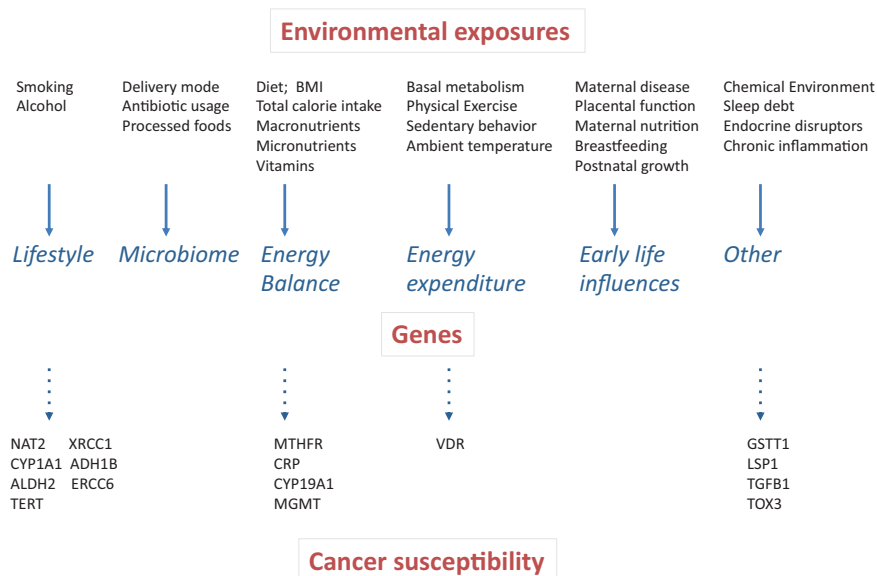 Environmental exposures
Smoking
Alcohol
Delivery mode
Antibiotic usage
Processed foods
Diet; BMI
Total calorie intake
Macronutrients
Micronutrients
Vitamins
Basal metabolism
Physical Exercise
Sedentary behavior
Ambient temperature
Maternal disease
Placental function
Maternal nutrition
Breastfeeding
Postnatal growth
Chemical Environment
Sleep debt
Endocrine disruptors
Chronic inflammation
Lifestyle
Microbiome
Energy
Balance
Energy
expenditure
Early life
influences
Other
Genes
NAT2 XRCC1
CYP1A1 ADH1B
ALDH2 ERCC6
TERT
MTHFR
CRP
CYP19A1
MGMT
VDR
GSTT1
LSP1
TGFB1
TOX3
Cancer susceptibility